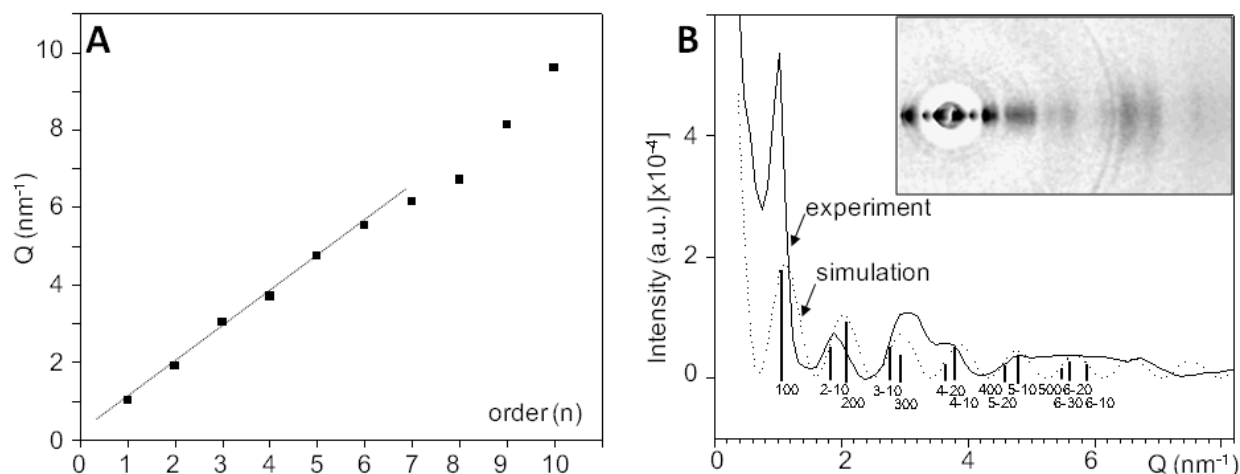 A
10
8
6
4
2
0
Q (nm⁻¹)
order (n)
1 2 3 4 5 6 7 8 9 10
B
Intensity (a.u.) [x10⁻⁴]
4
2
0
experiment
simulation
100 2-10 3-10 4-20 400 5-10 500 6-20
200 300 4-10 5-20 6-30 6-10
0 2 4 6 Q (nm⁻¹)